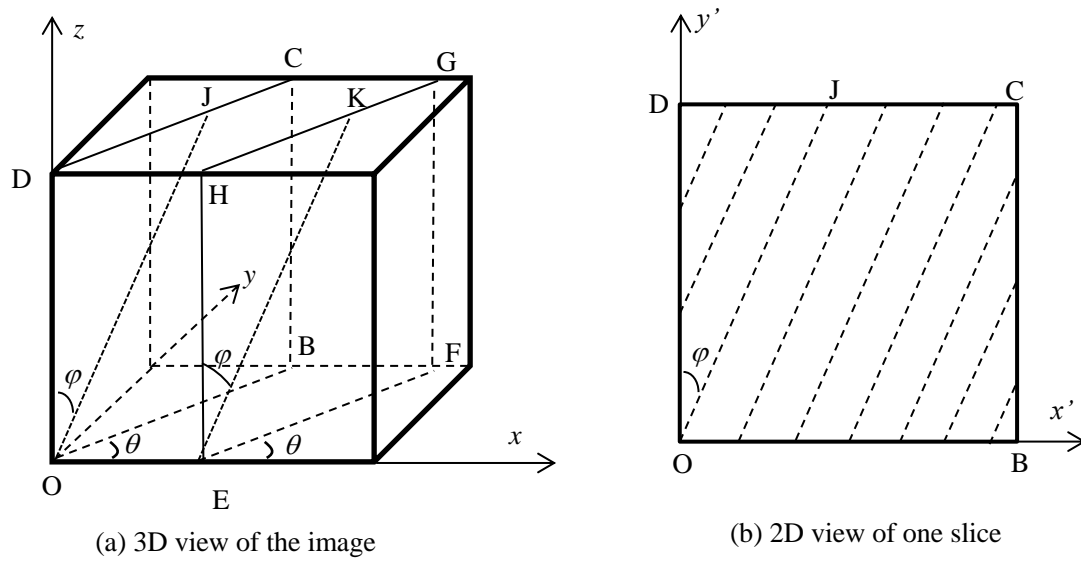 z
C
G
J
K
D
H
y
φ
B
φ
F
θ
θ
x
O
E
(a) 3D view of the image
y’
D
J
C
φ
x’
O
B
(b) 2D view of one slice